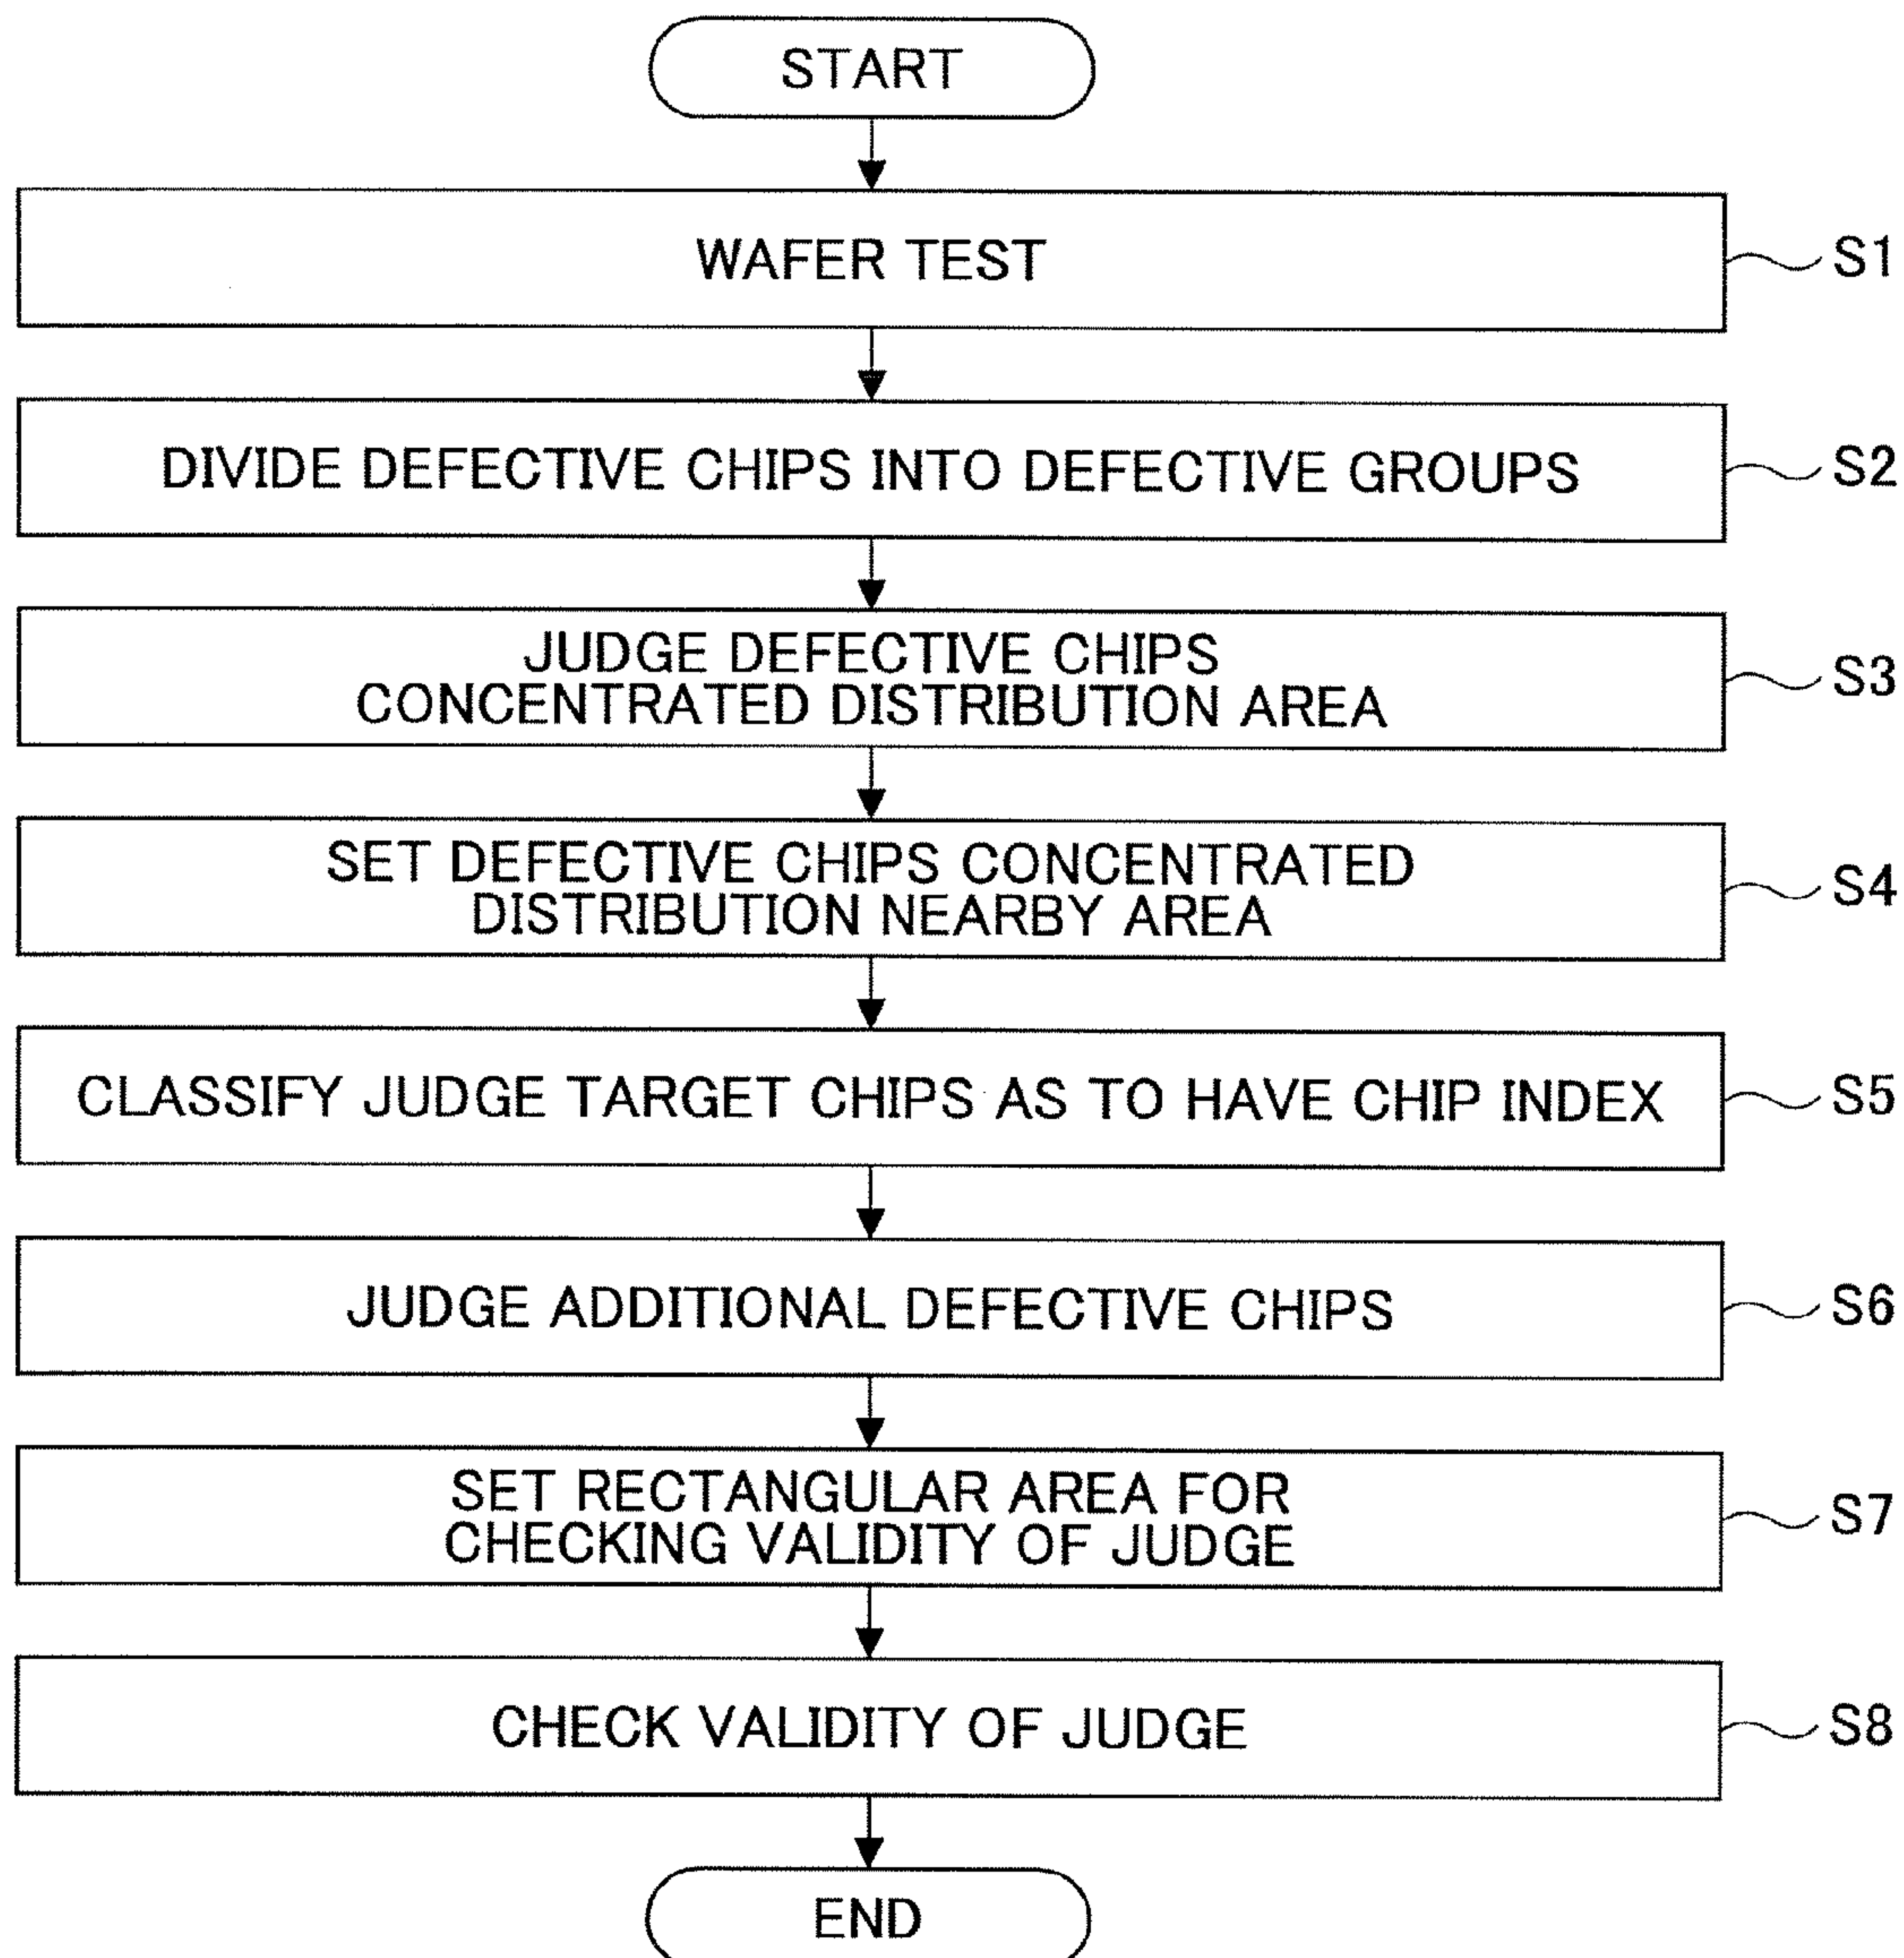 START
WAFER TEST
S1
DIVIDE DEFECTIVE CHIPS INTO DEFECTIVE GROUPS
S2
JUDGE DEFECTIVE CHIPS
CONCENTRATED DISTRIBUTION AREA
S3
SET DEFECTIVE CHIPS CONCENTRATED
DISTRIBUTION NEARBY AREA
S4
CLASSIFY JUDGE TARGET CHIPS AS TO HAVE CHIP INDEX
S5
JUDGE ADDITIONAL DEFECTIVE CHIPS
S6
SET RECTANGULAR AREA FOR
CHECKING VALIDITY OF JUDGE
S7
CHECK VALIDITY OF JUDGE
S8
END